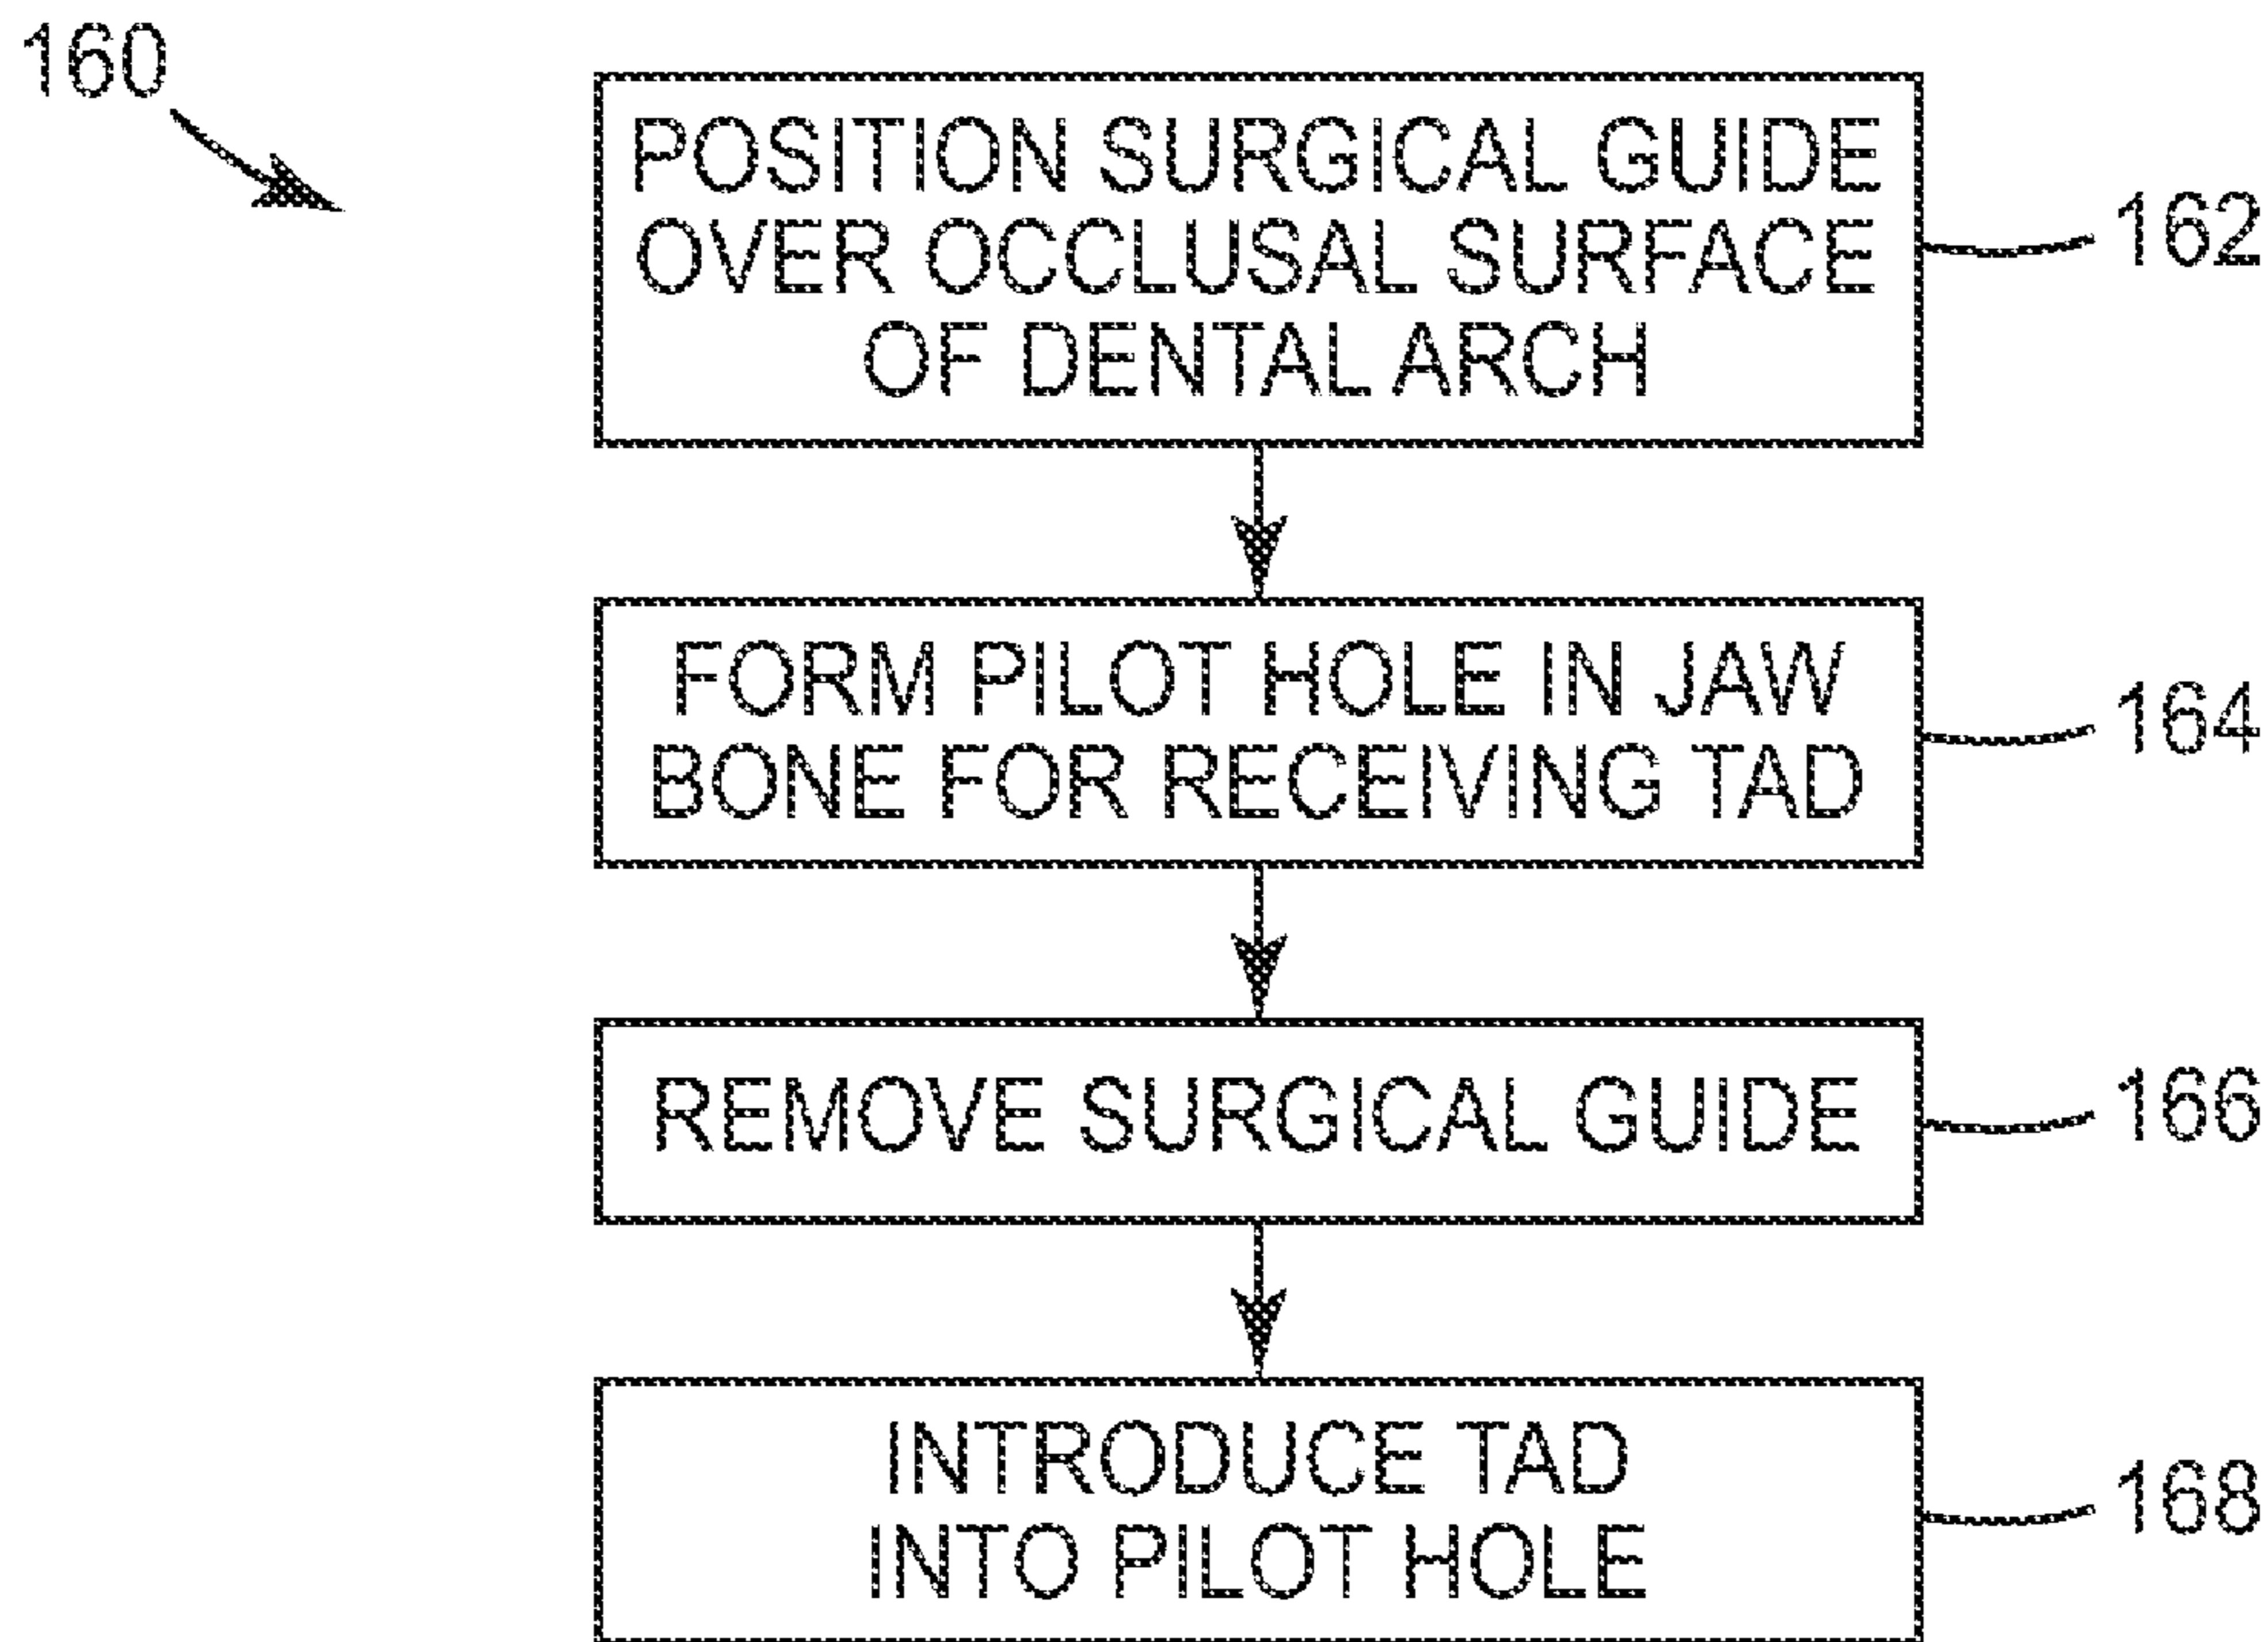 160
POSITION SURGICAL GUIDE
OVER OCCLUSAL SURFACE
OF DENTAL ARCH
162
FORM PILOT HOLE IN JAW
BONE FOR RECEIVING TAD
164
REMOVE SURGICAL GUIDE
166
INTRODUCE TAD
INTO PILOT HOLE
168